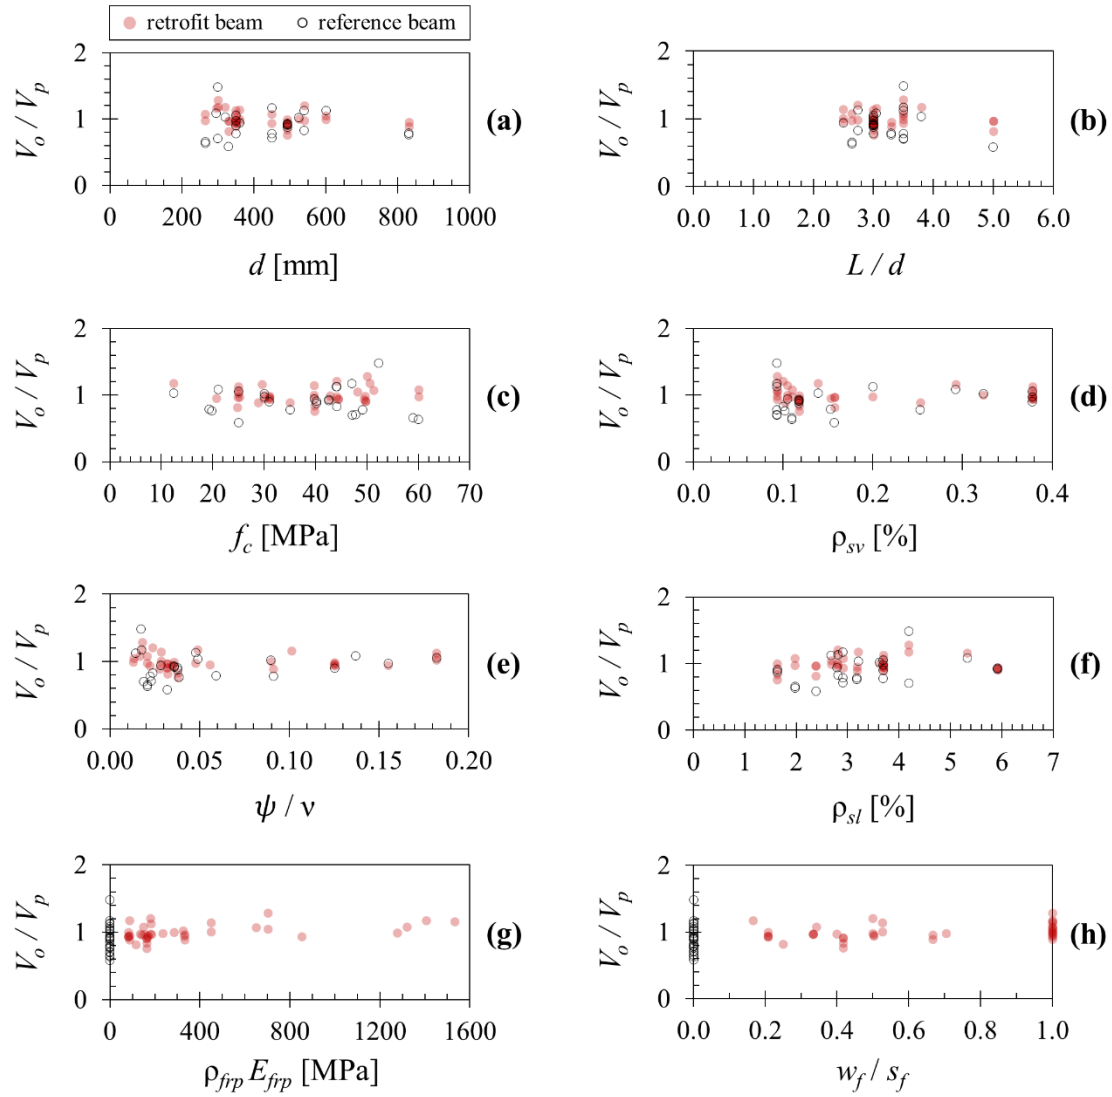 retrofit beam reference beam
2
1
0
V_o / V_p
0 200 400 600 800 1000
d [mm]
(a)
2
1
0
V_o / V_p
0.0 1.0 2.0 3.0 4.0 5.0 6.0
L / d
(b)
2
1
0
V_o / V_p
0 10 20 30 40 50 60 70
f_c [MPa]
(c)
2
1
0
V_o / V_p
0.0 0.1 0.2 0.3 0.4
ρ_sv [%]
(d)
2
1
0
V_o / V_p
0.00 0.05 0.10 0.15 0.20
ψ / ν
(e)
2
1
0
V_o / V_p
0 1 2 3 4 5 6 7
ρ_sl [%]
(f)
2
1
0
V_o / V_p
0 400 800 1200 1600
ρ_frp E_frp [MPa]
(g)
2
1
0
V_o / V_p
0.0 0.2 0.4 0.6 0.8 1.0
w_f / s_f
(h)